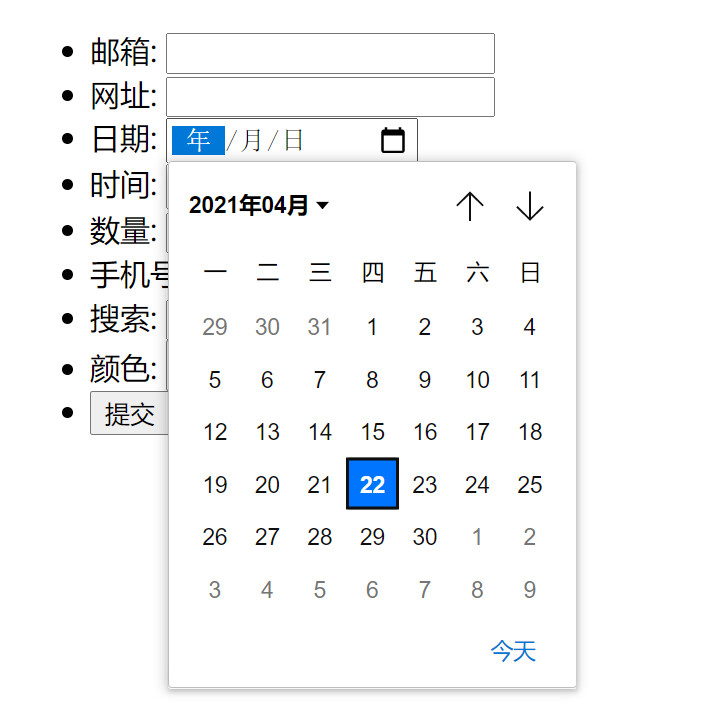 邮箱:
网址:
日期: 年/月/日
时间:
2021年04月
数量:
手机号
搜索:
颜色:
提交
一 二 三 四 五 六 日
29 30 31 1 2 3 4
5 6 7 8 9 10 11
12 13 14 15 16 17 18
19 20 21 22 23 24 25
26 27 28 29 30 1 2
3 4 5 6 7 8 9
今天